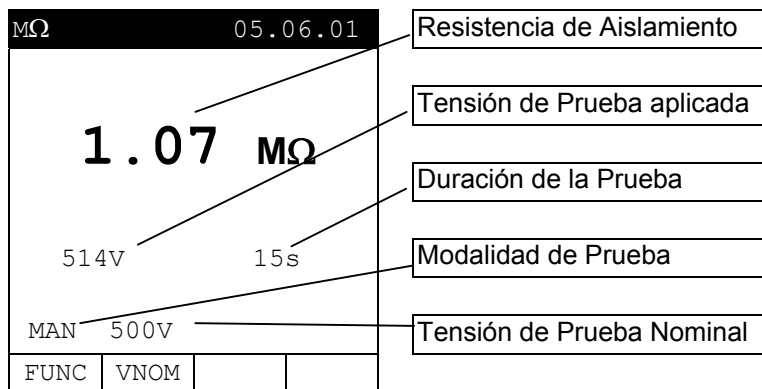 MΩ 05.06.01
Resistencia de Aislamiento
Tensión de Prueba aplicada
1.07 MΩ
Duración de la Prueba
514V 15s
Modalidad de Prueba
MAN 500V
Tensión de Prueba Nominal
FUNC VNOM